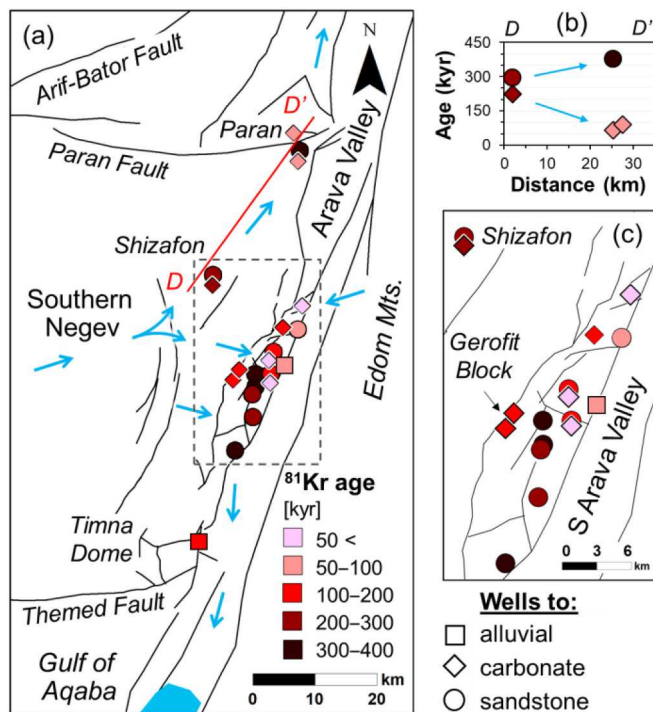 (a)
N
Arif-Bator Fault
D'
Paran
Paran Fault
Arava Valley
Shizafon
D
Southern
Negev
Edom Mts.
⁸¹Kr age
[kyr]
50 <
50–100
100–200
200–300
300–400
Timna
Dome
Themed Fault
Gulf of
Aqaba
km
0 10 20
D (b) D'
Age (kyr)
450
300
150
0
0 10 20 30
Distance (km)
(c)
Shizafon
Gerofit
Block
S Arava Valley
0 3 6
km
Wells to:
alluvial
carbonate
sandstone